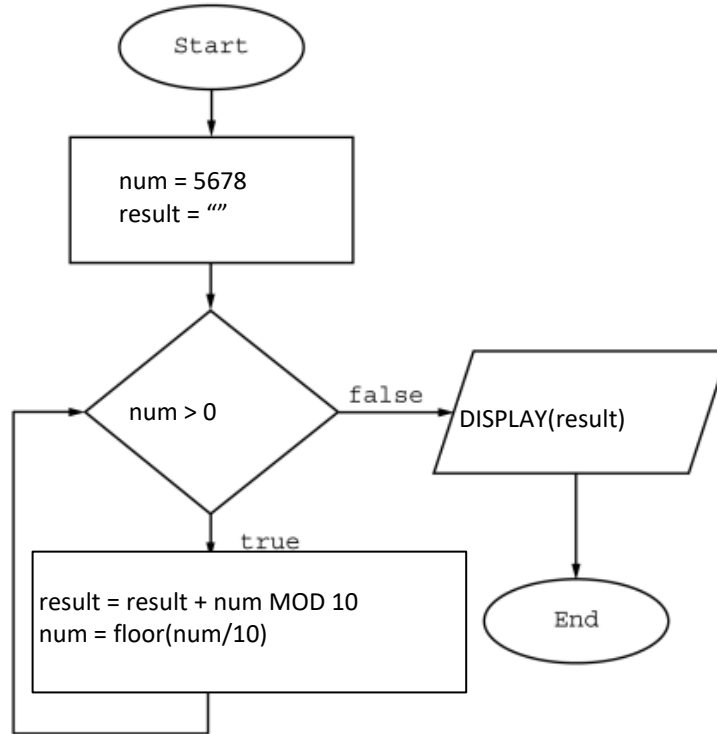 Start
num = 5678
result = “”
num > 0
false
DISPLAY(result)
true
result = result + num MOD 10
num = floor(num/10)
End